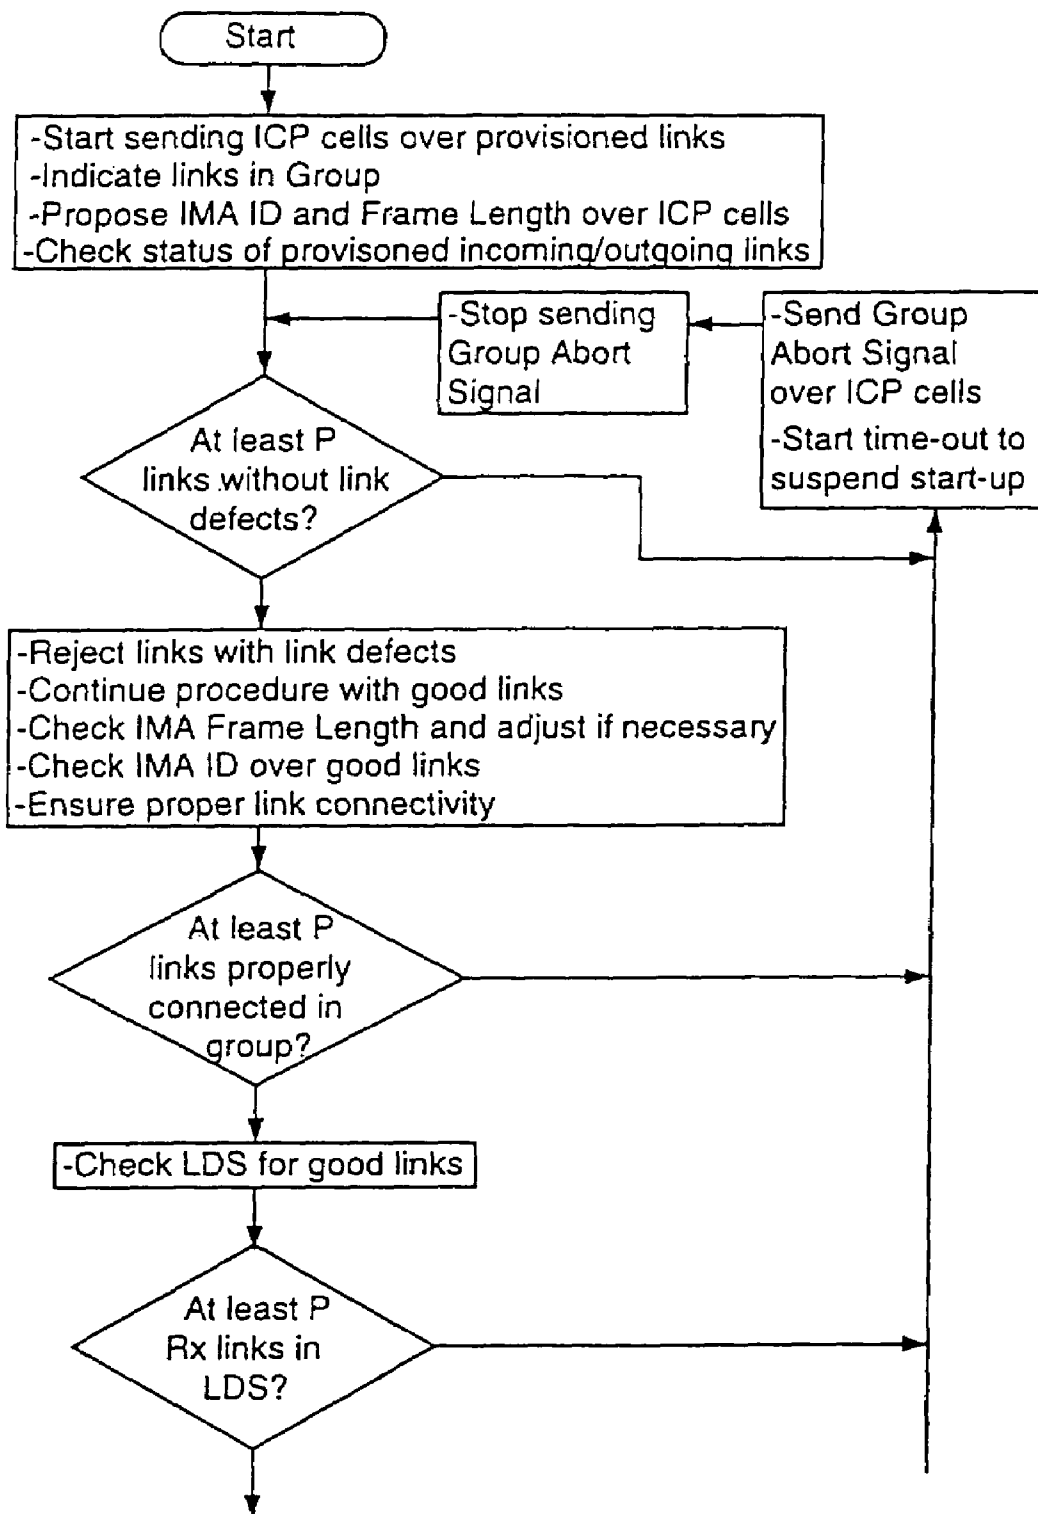 Start
-Start sending ICP cells over provisioned links
-Indicate links in Group
-Propose IMA ID and Frame Length over ICP cells
-Check status of provisoned incoming/outgoing links
-Stop sending
Group Abort
Signal
-Send Group
Abort Signal
over ICP cells
-Start time-out to
suspend start-up
At least P
links without link
defects?
-Reject links with link defects
-Continue procedure with good links
-Check IMA Frame Length and adjust if necessary
-Check IMA ID over good links
-Ensure proper link connectivity
At least P
links properly
connected in
group?
-Check LDS for good links
At least P
Rx links in
LDS?